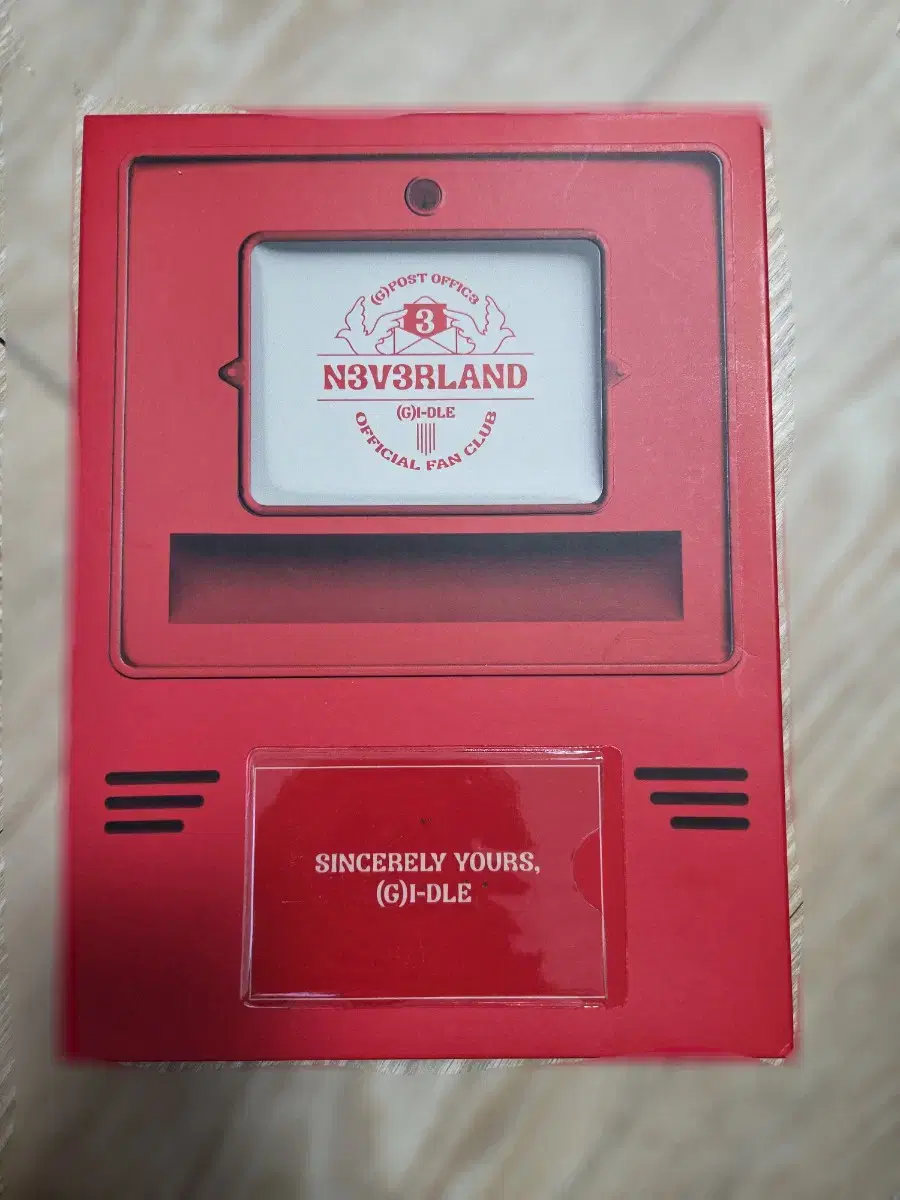 (G)POST OFFIC3
3
N3V3RLAND
(G)I-DLE
OFFICIAL FAN CLUB
SINCERELY YOURS,
(G)I-DLE